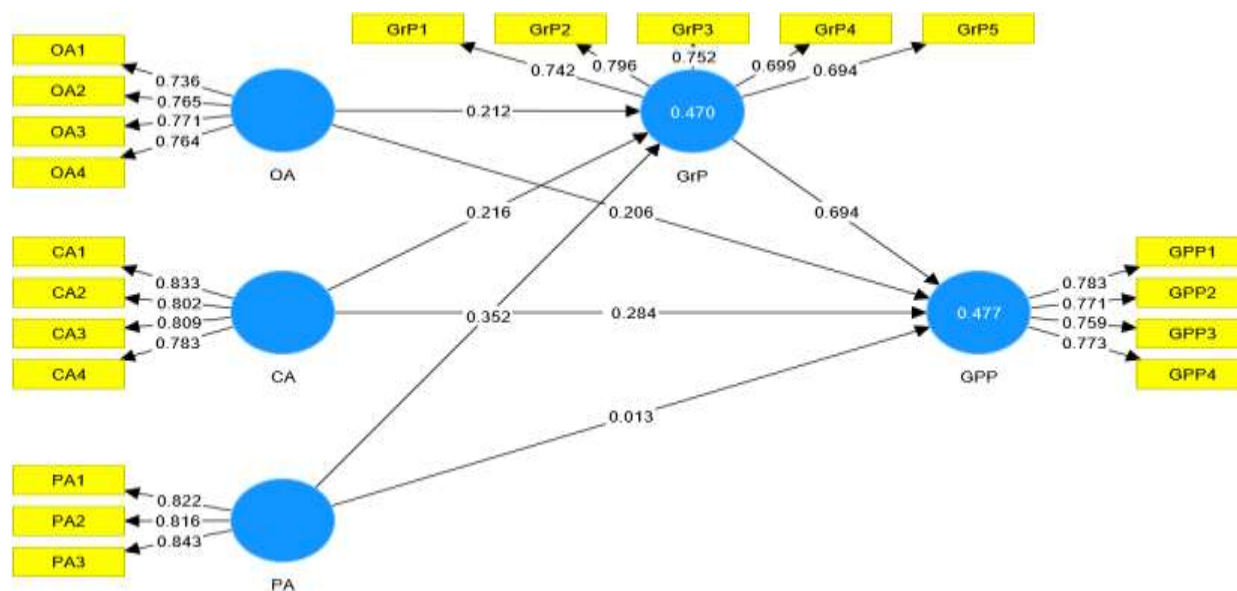 GrP1 GrP2 GrP3 GrP4 GrP5
0.742 0.796 0.752 0.699 0.694
OA1
OA2
OA3
OA4
0.736
0.765
0.771
0.764
OA
0.212
0.470
GrP
0.216
0.206
0.694
CA1
CA2
CA3
CA4
0.833
0.802
0.809
0.783
CA
0.352
0.284
0.477
GPP
0.783
0.771
0.759
0.773
GPP1
GPP2
GPP3
GPP4
0.013
PA1
PA2
PA3
0.822
0.816
0.843
PA